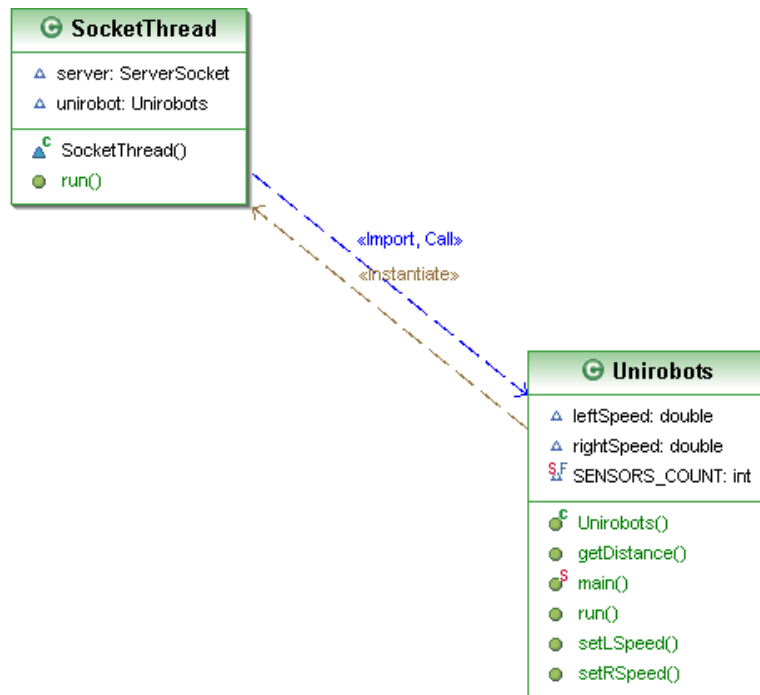 SocketThread
server: ServerSocket
unirobot: Unirobots
SocketThread()
run()
«Import, Call»
«Instantiate»
Unirobots
leftSpeed: double
rightSpeed: double
SENSORS_COUNT: int
Unirobots()
getDistance()
main()
run()
setLSpeed()
setRSpeed()